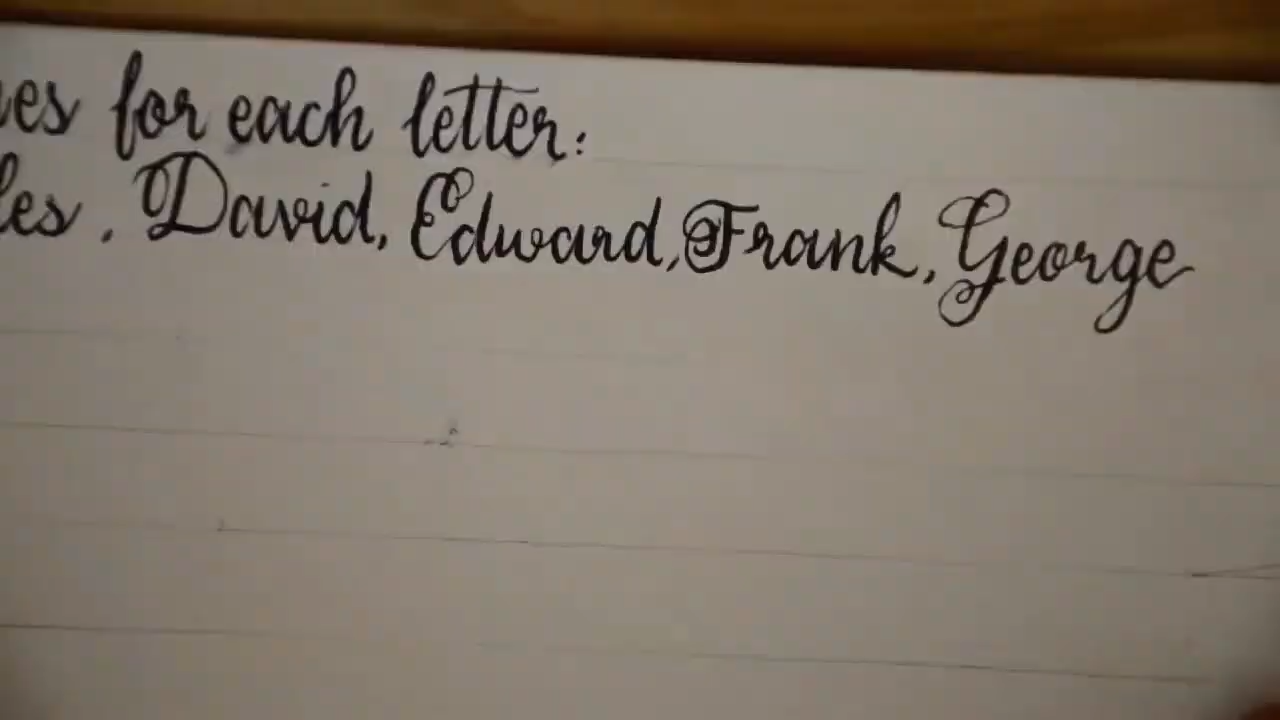 es for each letter:
les, David, Edward, Frank, George